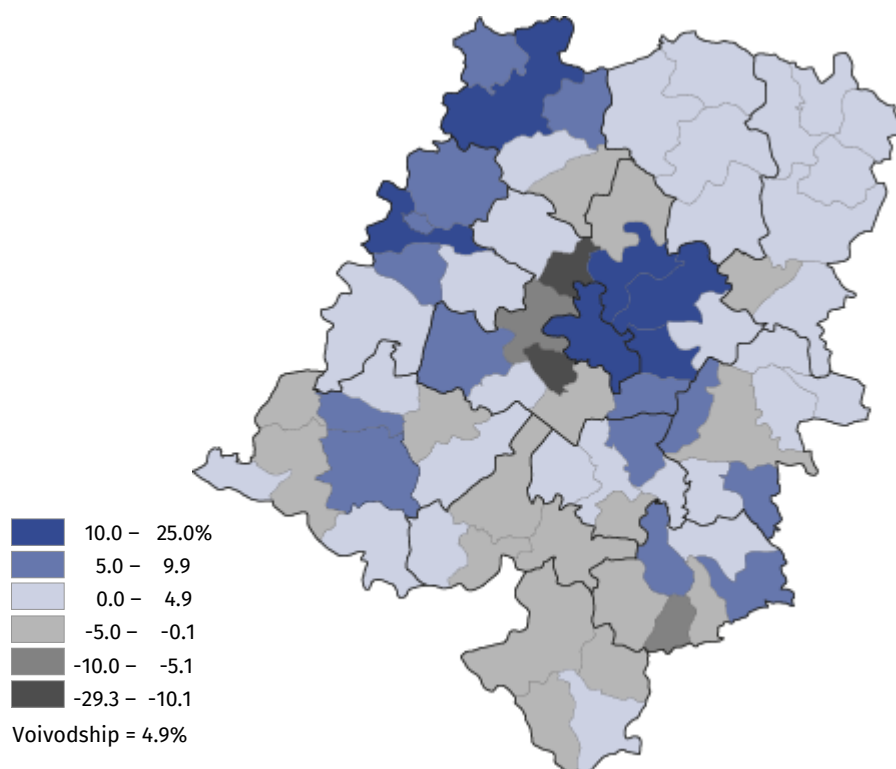 10.0 – 25.0%
5.0 – 9.9
0.0 – 4.9
-5.0 – -0.1
-10.0 – -5.1
-29.3 – -10.1
Voivodship = 4.9%